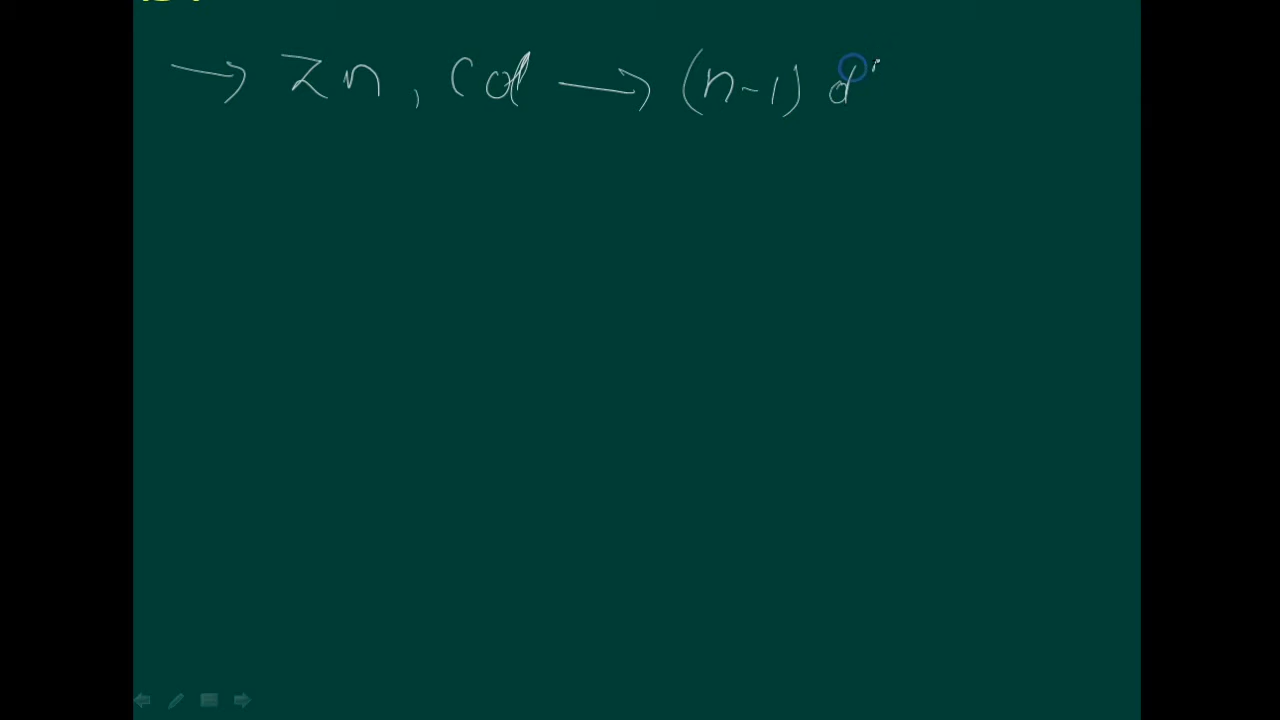 → Zn, Cd → (n-1) d